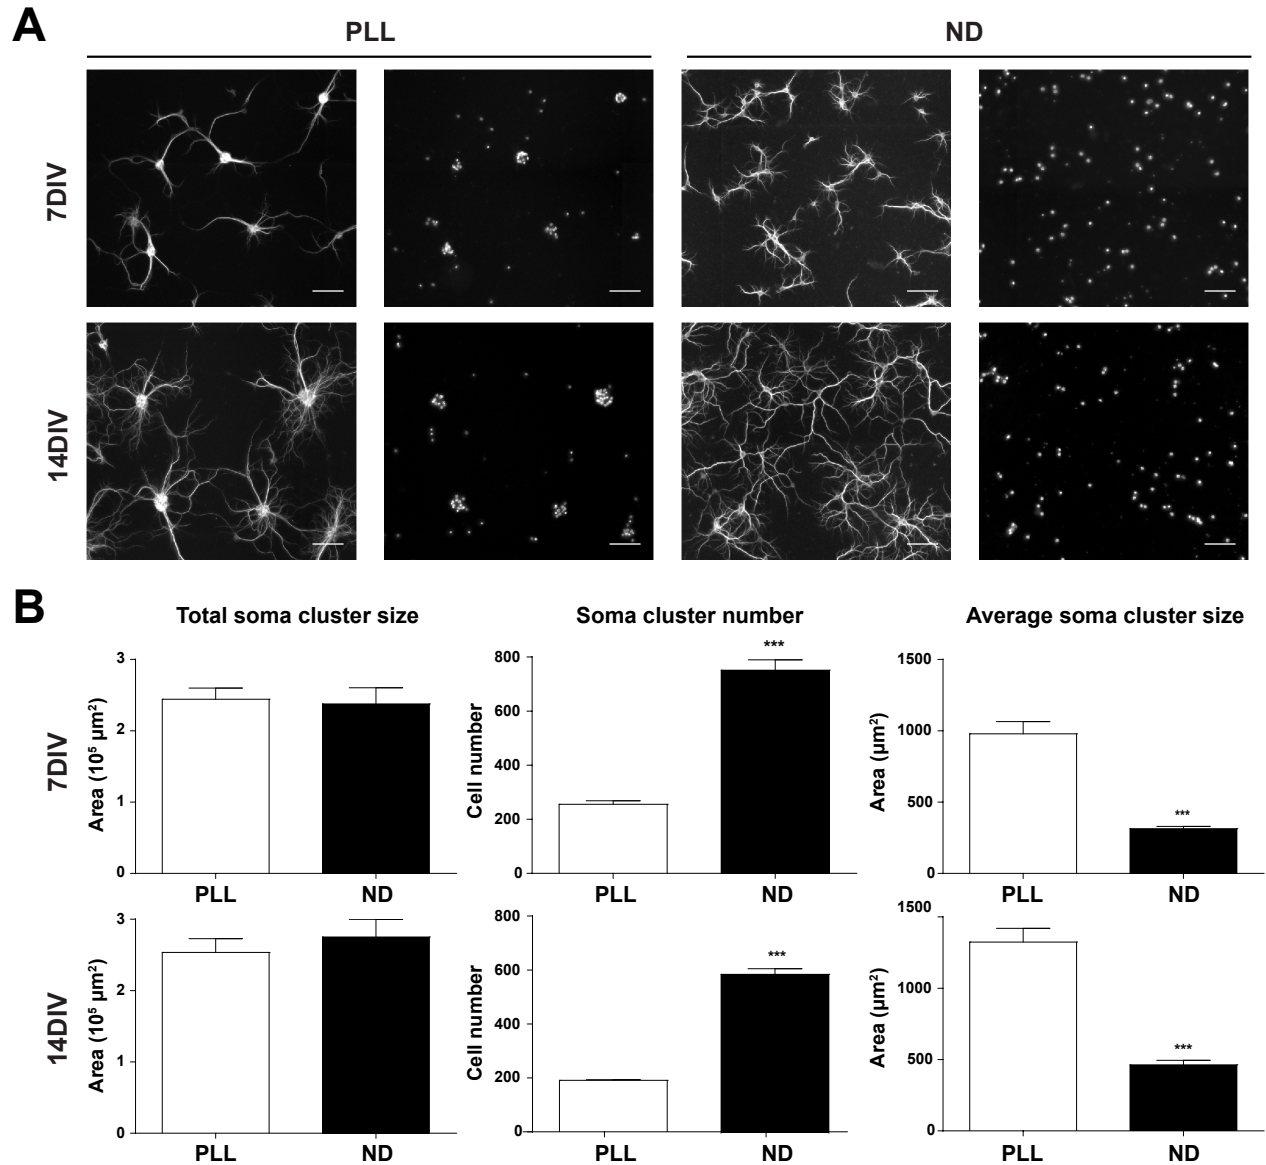 A
PLL
ND
7DIV
14DIV
B
Total soma cluster size
Soma cluster number
Average soma cluster size
7DIV
Area (10⁵ μm²)
3
2
1
0
PLL
ND
Cell number
800
600
400
200
0
***
PLL
ND
Area (μm²)
1500
1000
500
0
***
PLL
ND
14DIV
Area (10⁵ μm²)
3
2
1
0
PLL
ND
Cell number
800
600
400
200
0
***
PLL
ND
Area (μm²)
1500
1000
500
0
***
PLL
ND